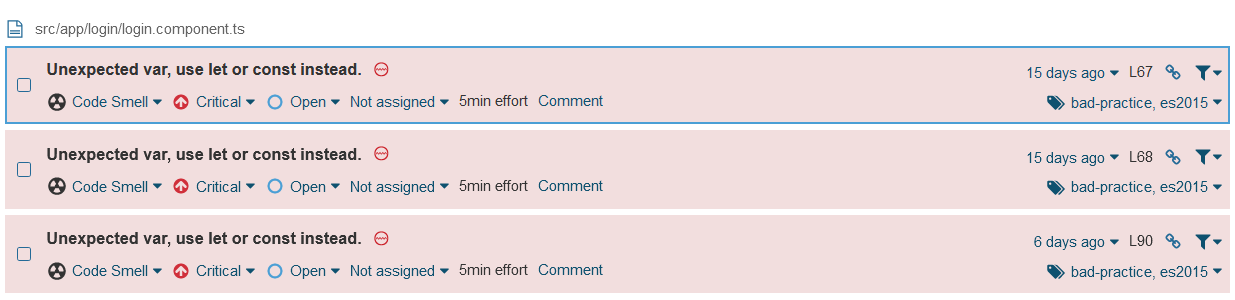 src/app/login/login.component.ts
Unexpected var, use let or const instead.
15 days ago L67
Code Smell Critical Open Not assigned 5min effort Comment
bad-practice, es2015
Unexpected var, use let or const instead.
15 days ago L68
Code Smell Critical Open Not assigned 5min effort Comment
bad-practice, es2015
Unexpected var, use let or const instead.
6 days ago L90
Code Smell Critical Open Not assigned 5min effort Comment
bad-practice, es2015